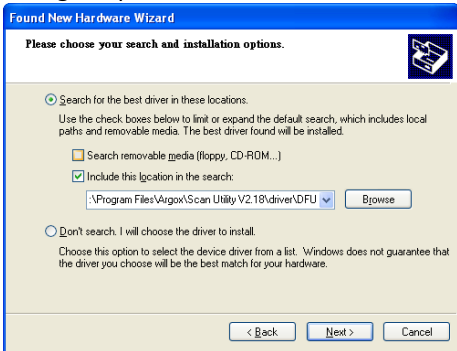 Found New Hardware Wizard
Please choose your search and installation options.
Search for the best driver in these locations.
Use the check boxes below to limit or expand the default search, which includes local
paths and removable media. The best driver found will be installed.
Search removable media (floppy, CD-ROM...)
Include this location in the search:
:\Program Files\Argox\Scan Utility V2.18\driver\DFU
Browse
Don't search. I will choose the driver to install.
Choose this option to select the device driver from a list. Windows does not guarantee that
the driver you choose will be the best match for your hardware.
< Back
Next >
Cancel